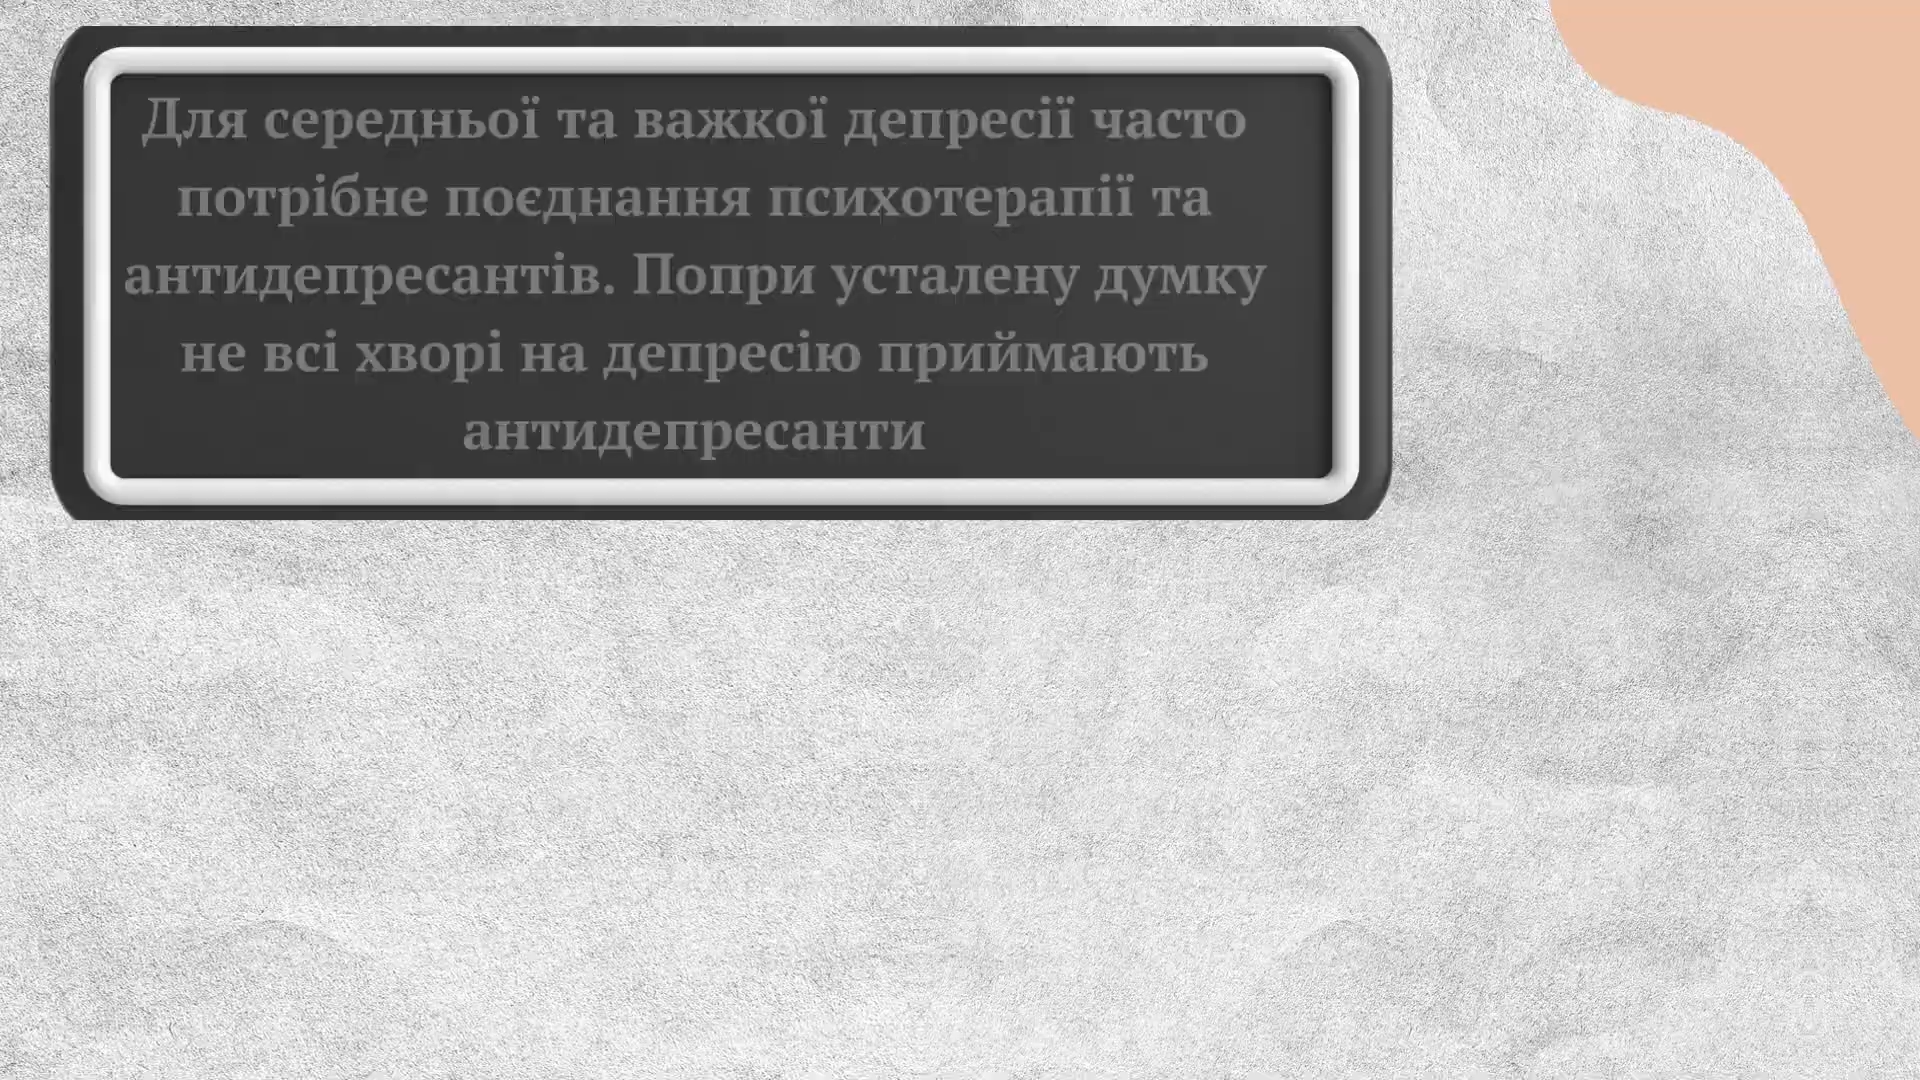 Для середньої та важкої депресії часто
потрібне поєднання психотерапії та
антидепресантів. Попри усталену думку
не всі хворі на депресію приймають
антидепресанти